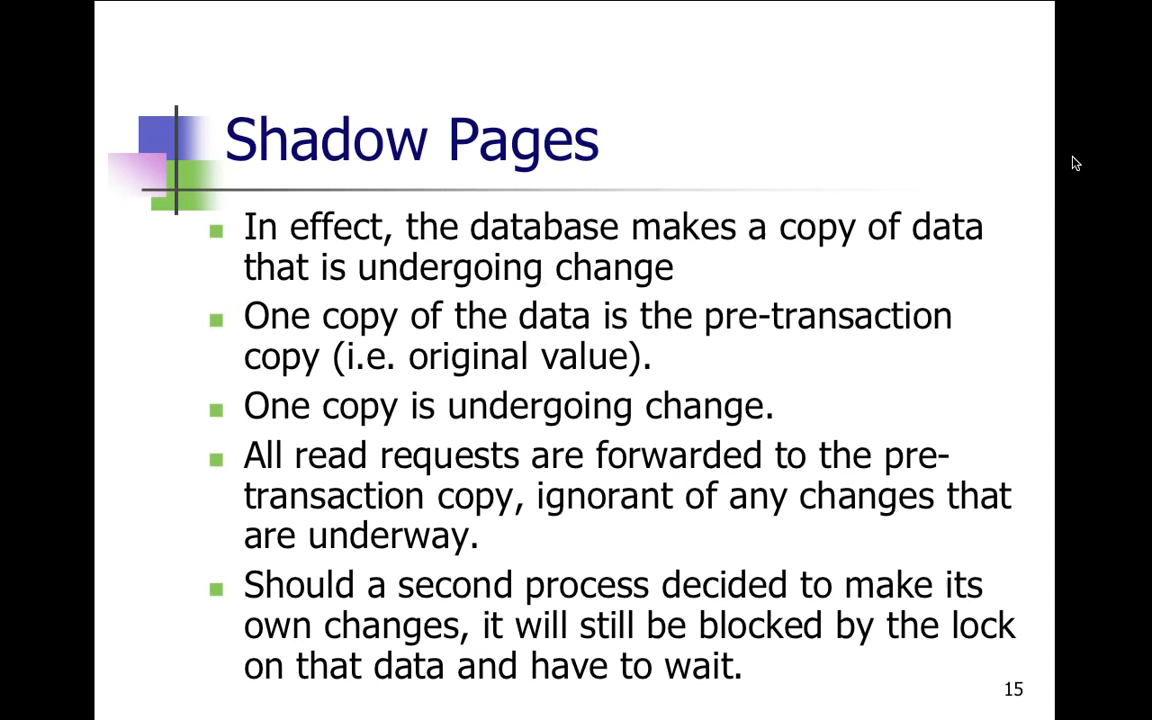 Shadow Pages
In effect, the database makes a copy of data
that is undergoing change
One copy of the data is the pre-transaction
copy (i.e. original value).
One copy is undergoing change.
All read requests are forwarded to the pre-
transaction copy, ignorant of any changes that
are underway.
Should a second process decided to make its
own changes, it will still be blocked by the lock
on that data and have to wait.
15